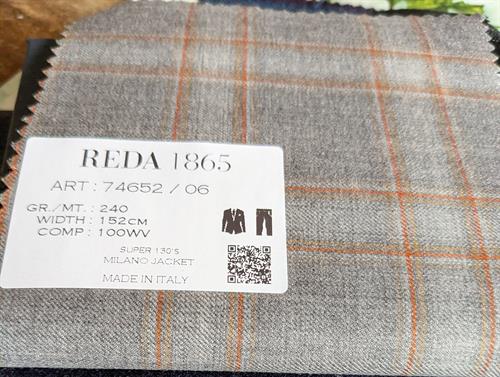 REDA 1865
ART : 74652 / 06
GR./MT. : 240
WIDTH : 152CM
COMP : 100WV
SUPER 130'S
MILANO JACKET
MADE IN ITALY